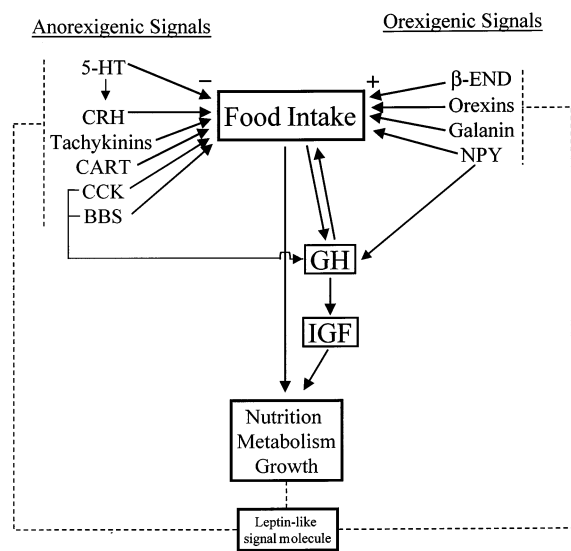 Anorexigenic Signals
Orexigenic Signals
5-HT
CRH
Tachykinins
CART
CCK
BBS
−
Food Intake
+
β-END
Orexins
Galanin
NPY
GH
IGF
Nutrition
Metabolism
Growth
Leptin-like
signal molecule